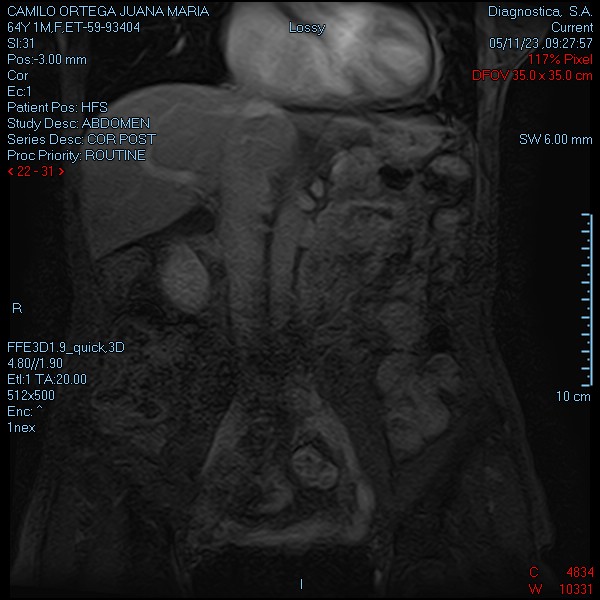 CAMILO ORTEGA JUANA MARIA
64Y 1M,F,ET-59-93404
Sl:31
Pos:-3.00 mm
Cor
Ec:1
Patient Pos: HFS
Study Desc: ABDOMEN
Series Desc: COR POST
Proc Priority: ROUTINE
< 22 - 31 >
Lossy
Diagnostica, S.A.
Current
05/11/23 ,09:27:57
117% Pixel
DFOV 35.0 x 35.0 cm
SW 6.00 mm
R
10 cm
FFE3D1.9_quick,3D
4.80//1.90
Etl:1 TA:20.00
512x500
Enc: ^
1nex
I
C 4834
W 10331